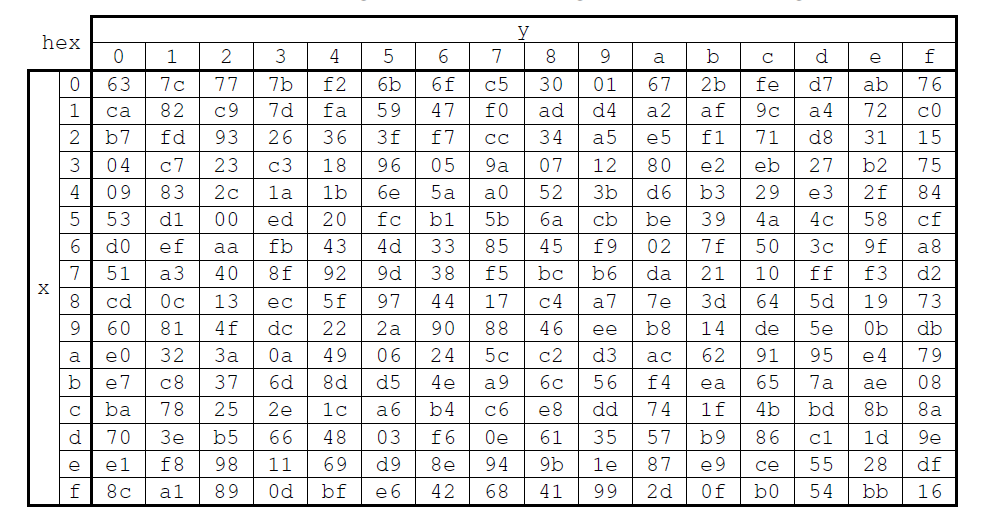 y
hex
0 1 2 3 4 5 6 7 8 9 a b c d e f
0 63 7c 77 7b f2 6b 6f c5 30 01 67 2b fe d7 ab 76
1 ca 82 c9 7d fa 59 47 f0 ad d4 a2 af 9c a4 72 c0
2 b7 fd 93 26 36 3f f7 cc 34 a5 e5 f1 71 d8 31 15
3 04 c7 23 c3 18 96 05 9a 07 12 80 e2 eb 27 b2 75
4 09 83 2c 1a 1b 6e 5a a0 52 3b d6 b3 29 e3 2f 84
5 53 d1 00 ed 20 fc b1 5b 6a cb be 39 4a 4c 58 cf
6 d0 ef aa fb 43 4d 33 85 45 f9 02 7f 50 3c 9f a8
7 51 a3 40 8f 92 9d 38 f5 bc b6 da 21 10 ff f3 d2
x
8 cd 0c 13 ec 5f 97 44 17 c4 a7 7e 3d 64 5d 19 73
9 60 81 4f dc 22 2a 90 88 46 ee b8 14 de 5e 0b db
a e0 32 3a 0a 49 06 24 5c c2 d3 ac 62 91 95 e4 79
b e7 c8 37 6d 8d d5 4e a9 6c 56 f4 ea 65 7a ae 08
c ba 78 25 2e 1c a6 b4 c6 e8 dd 74 1f 4b bd 8b 8a
d 70 3e b5 66 48 03 f6 0e 61 35 57 b9 86 c1 1d 9e
e e1 f8 98 11 69 d9 8e 94 9b 1e 87 e9 ce 55 28 df
f 8c a1 89 0d bf e6 42 68 41 99 2d 0f b0 54 bb 16